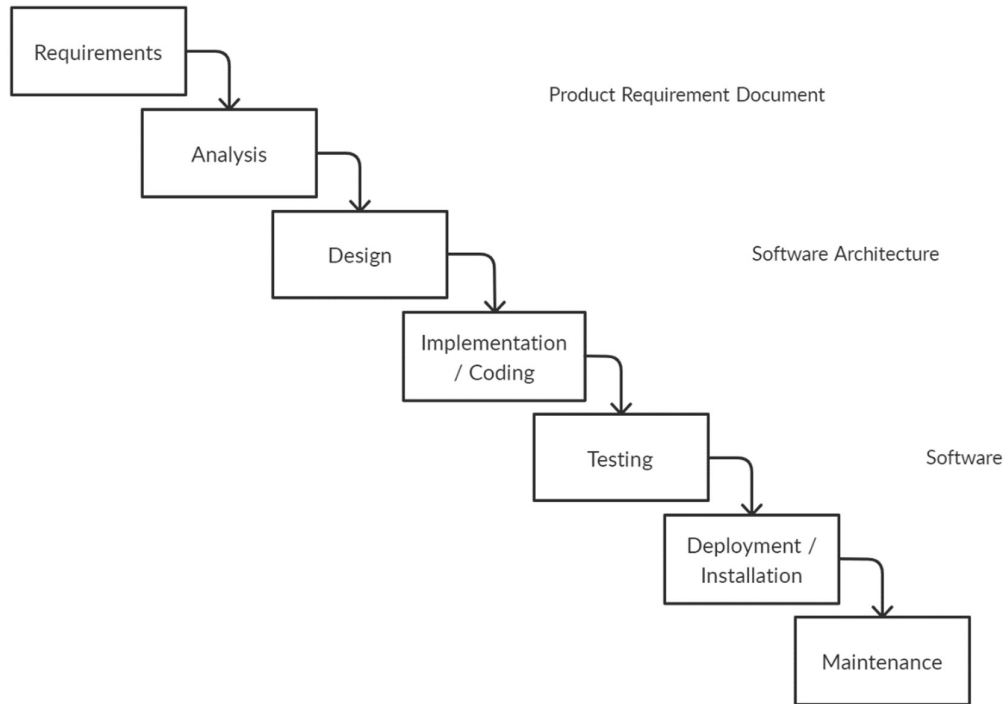 Requirements
Product Requirement Document
Analysis
Design
Software Architecture
Implementation
/ Coding
Testing
Software
Deployment /
Installation
Maintenance